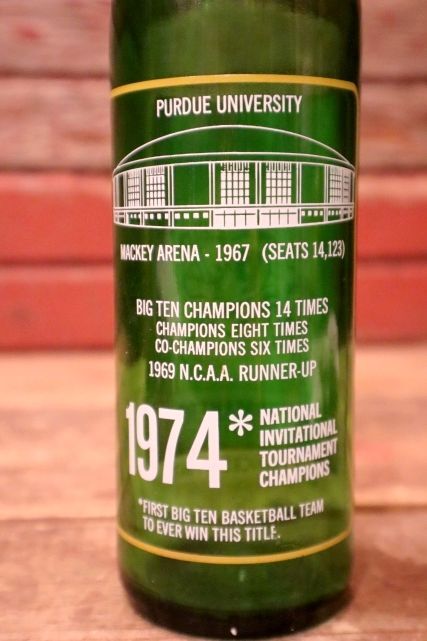 PURDUE UNIVERSITY
MACKEY ARENA - 1967 (SEATS 14,123)
BIG TEN CHAMPIONS 14 TIMES
CHAMPIONS EIGHT TIMES
CO-CHAMPIONS SIX TIMES
1969 N.C.A.A. RUNNER-UP
1974*
NATIONAL
INVITATIONAL
TOURNAMENT
CHAMPIONS
*FIRST BIG TEN BASKETBALL TEAM
TO EVER WIN THIS TITLE.